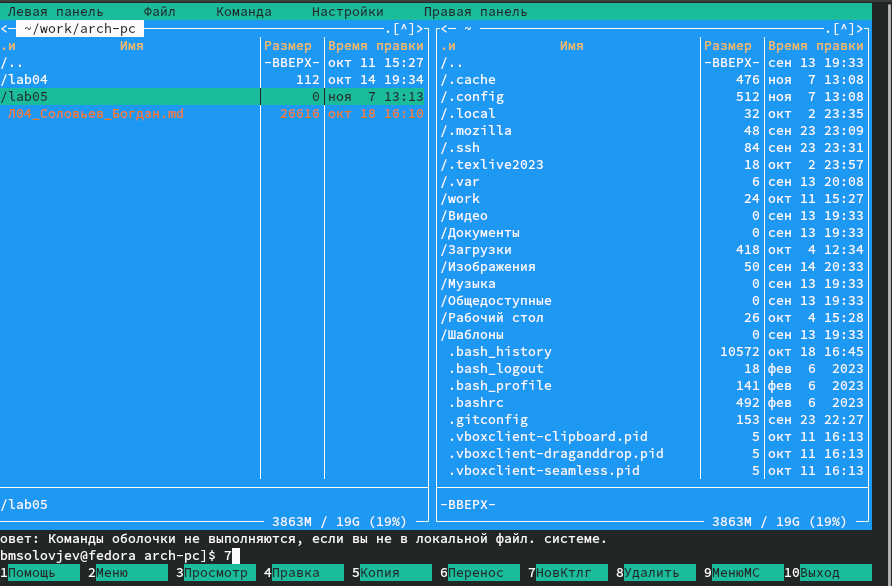 Левая панель Файл Команда Настройки Правая панель
<─ ~/work/arch-pc ─.[^]>
.и Имя Размер Время правки
/.. -ВВЕРХ- окт 11 15:27
/lab04 112 окт 14 19:34
/lab05 0 ноя 7 13:13
Л04_Соловьев_Богдан.md 26616 окт 18 16:18
/lab05
3863M / 19G (19%)
<─ ~ ─.[^]>
.и Имя Размер Время правки
/.. -ВВЕРХ- сен 13 19:33
/.cache 476 ноя 7 13:08
/.config 512 ноя 7 13:08
/.local 32 окт 2 23:35
/.mozilla 48 сен 23 23:09
/.ssh 84 сен 23 23:31
/.texlive2023 18 окт 2 23:57
/.var 6 сен 13 20:08
/work 24 окт 11 15:27
/Видео 0 сен 13 19:33
/Документы 0 сен 13 19:33
/Загрузки 418 окт 4 12:34
/Изображения 50 сен 14 20:33
/Музыка 0 сен 13 19:33
/Общедоступные 0 сен 13 19:33
/Рабочий стол 26 окт 4 15:28
/Шаблоны 0 сен 13 19:33
.bash_history 10572 окт 18 16:45
.bash_logout 18 фев 6 2023
.bash_profile 141 фев 6 2023
.bashrc 492 фев 6 2023
.gitconfig 153 сен 23 22:27
.vboxclient-clipboard.pid 5 окт 11 16:13
.vboxclient-draganddrop.pid 5 окт 11 16:13
.vboxclient-seamless.pid 5 окт 11 16:13
-ВВЕРХ-
3863M / 19G (19%)
овет: Команды оболочки не выполняются, если вы не в локальной файл. системе.
bmsolovjev@fedora arch-pc]$ 7
1Помощь 2Меню 3Просмотр 4Правка 5Копия 6Перенос 7НовКтлг 8Удалить 9МенюМС 10Выход